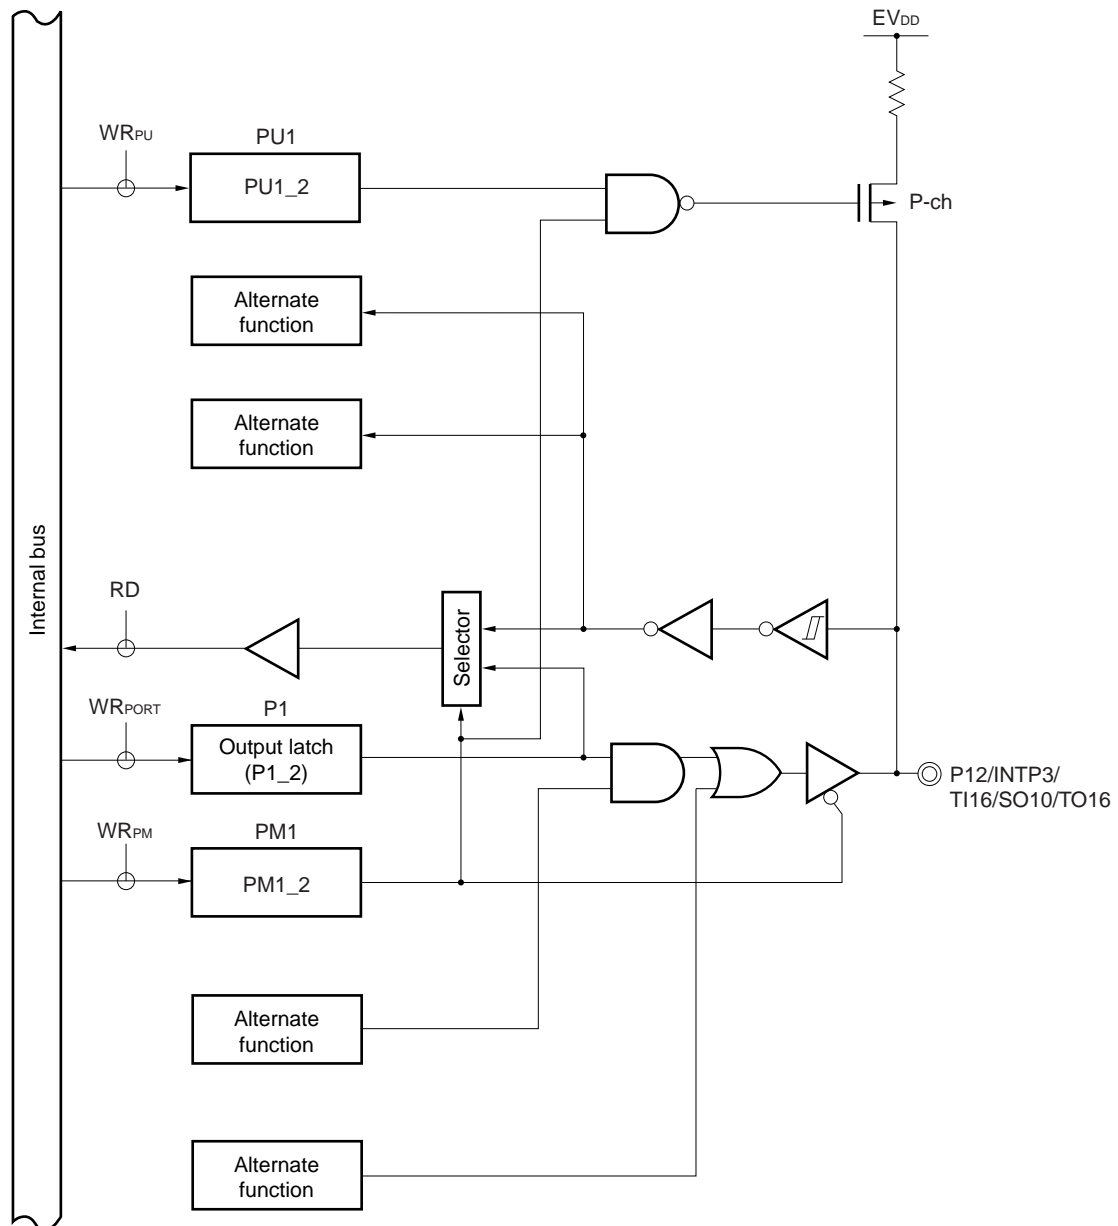 EVDD
WRPU
PU1
PU1_2
P-ch
Alternate
function
Alternate
function
Internal bus
RD
Selector
WRPORT
P1
Output latch
(P1_2)
P12/INTP3/
TI16/SO10/TO16
WRPM
PM1
PM1_2
Alternate
function
Alternate
function